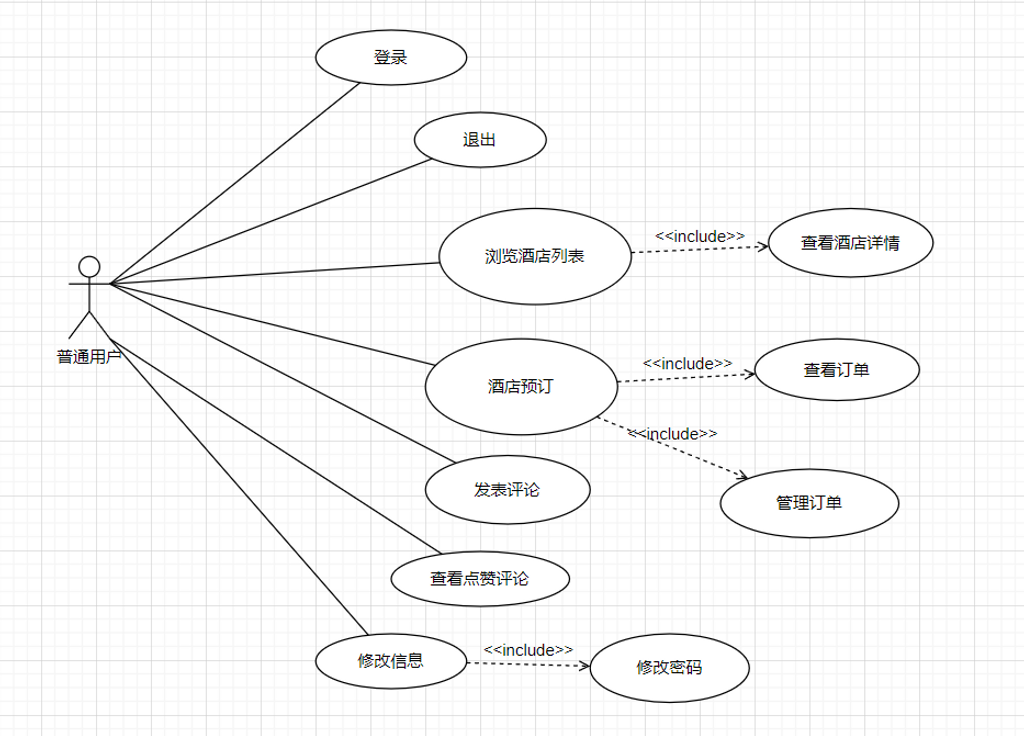 登录
退出
浏览酒店列表
<<include>>
查看酒店详情
普通用户
酒店预订
<<include>>
查看订单
<<include>>
管理订单
发表评论
查看点赞评论
修改信息
<<include>>
修改密码